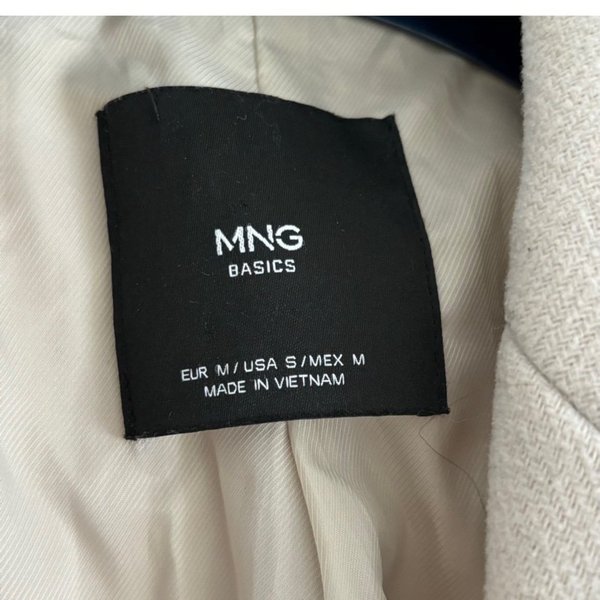 MNG
BASICS
EUR M/USA S/MEX M
MADE IN VIETNAM